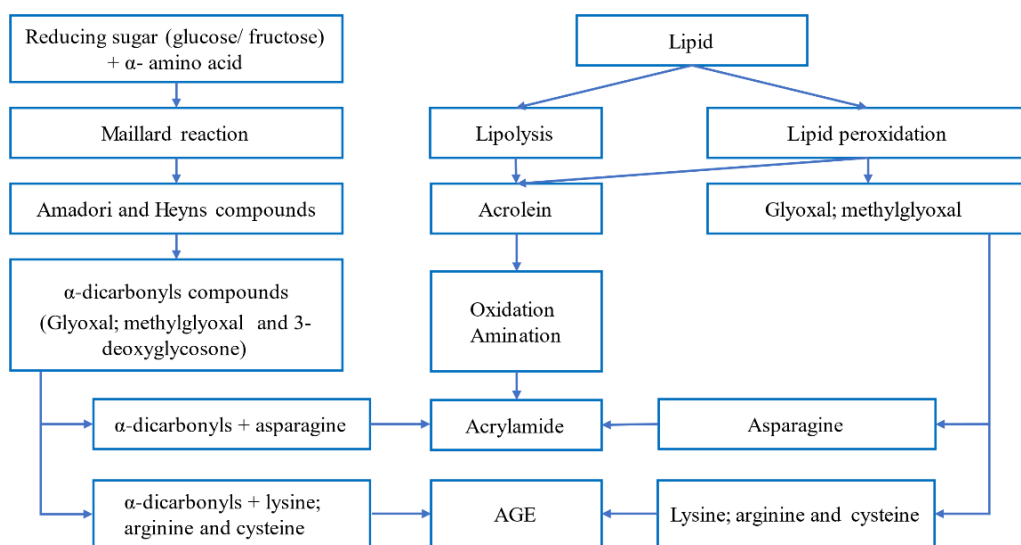 Reducing sugar (glucose/ fructose)
+ α- amino acid
Lipid
Maillard reaction
Lipolysis
Lipid peroxidation
Amadori and Heyns compounds
Acrolein
Glyoxal; methylglyoxal
α-dicarbonyls compounds
(Glyoxal; methylglyoxal and 3-
deoxyglycosone)
Oxidation
Amination
α-dicarbonyls + asparagine
Acrylamide
Asparagine
α-dicarbonyls + lysine;
arginine and cysteine
AGE
Lysine; arginine and cysteine